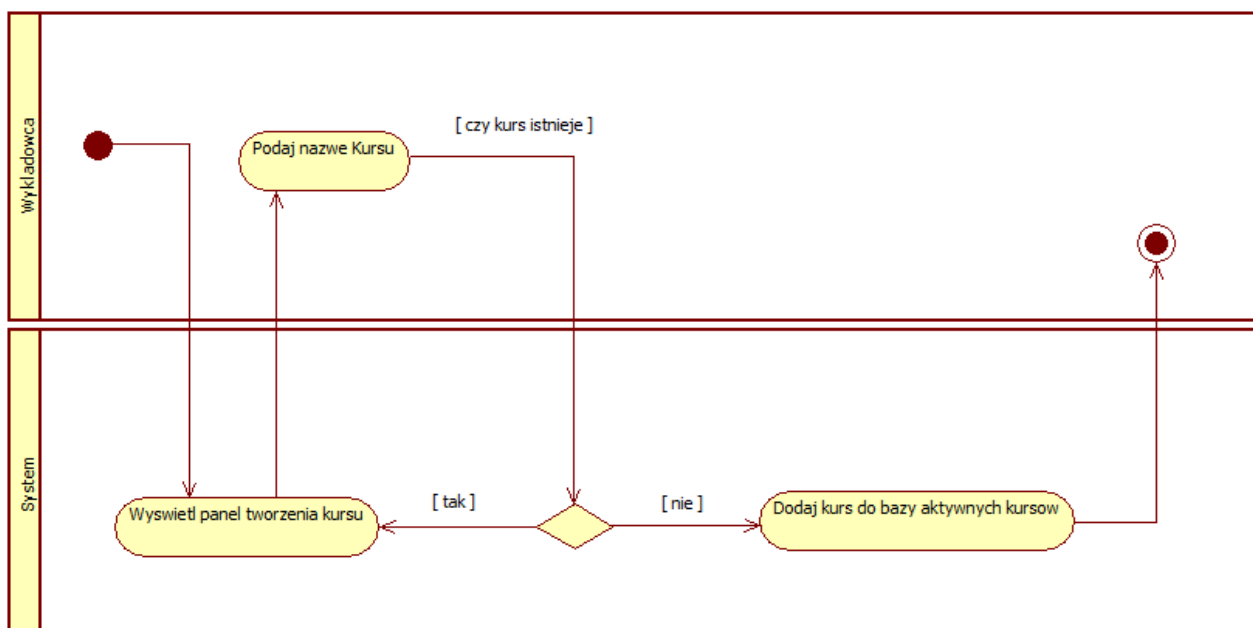 Wykladowca
[ czy kurs istnieje ]
Podaj nazwe Kursu
System
Wyswietl panel tworzenia kursu
[ tak ]
[ nie ]
Dodaj kurs do bazy aktywnych kursow